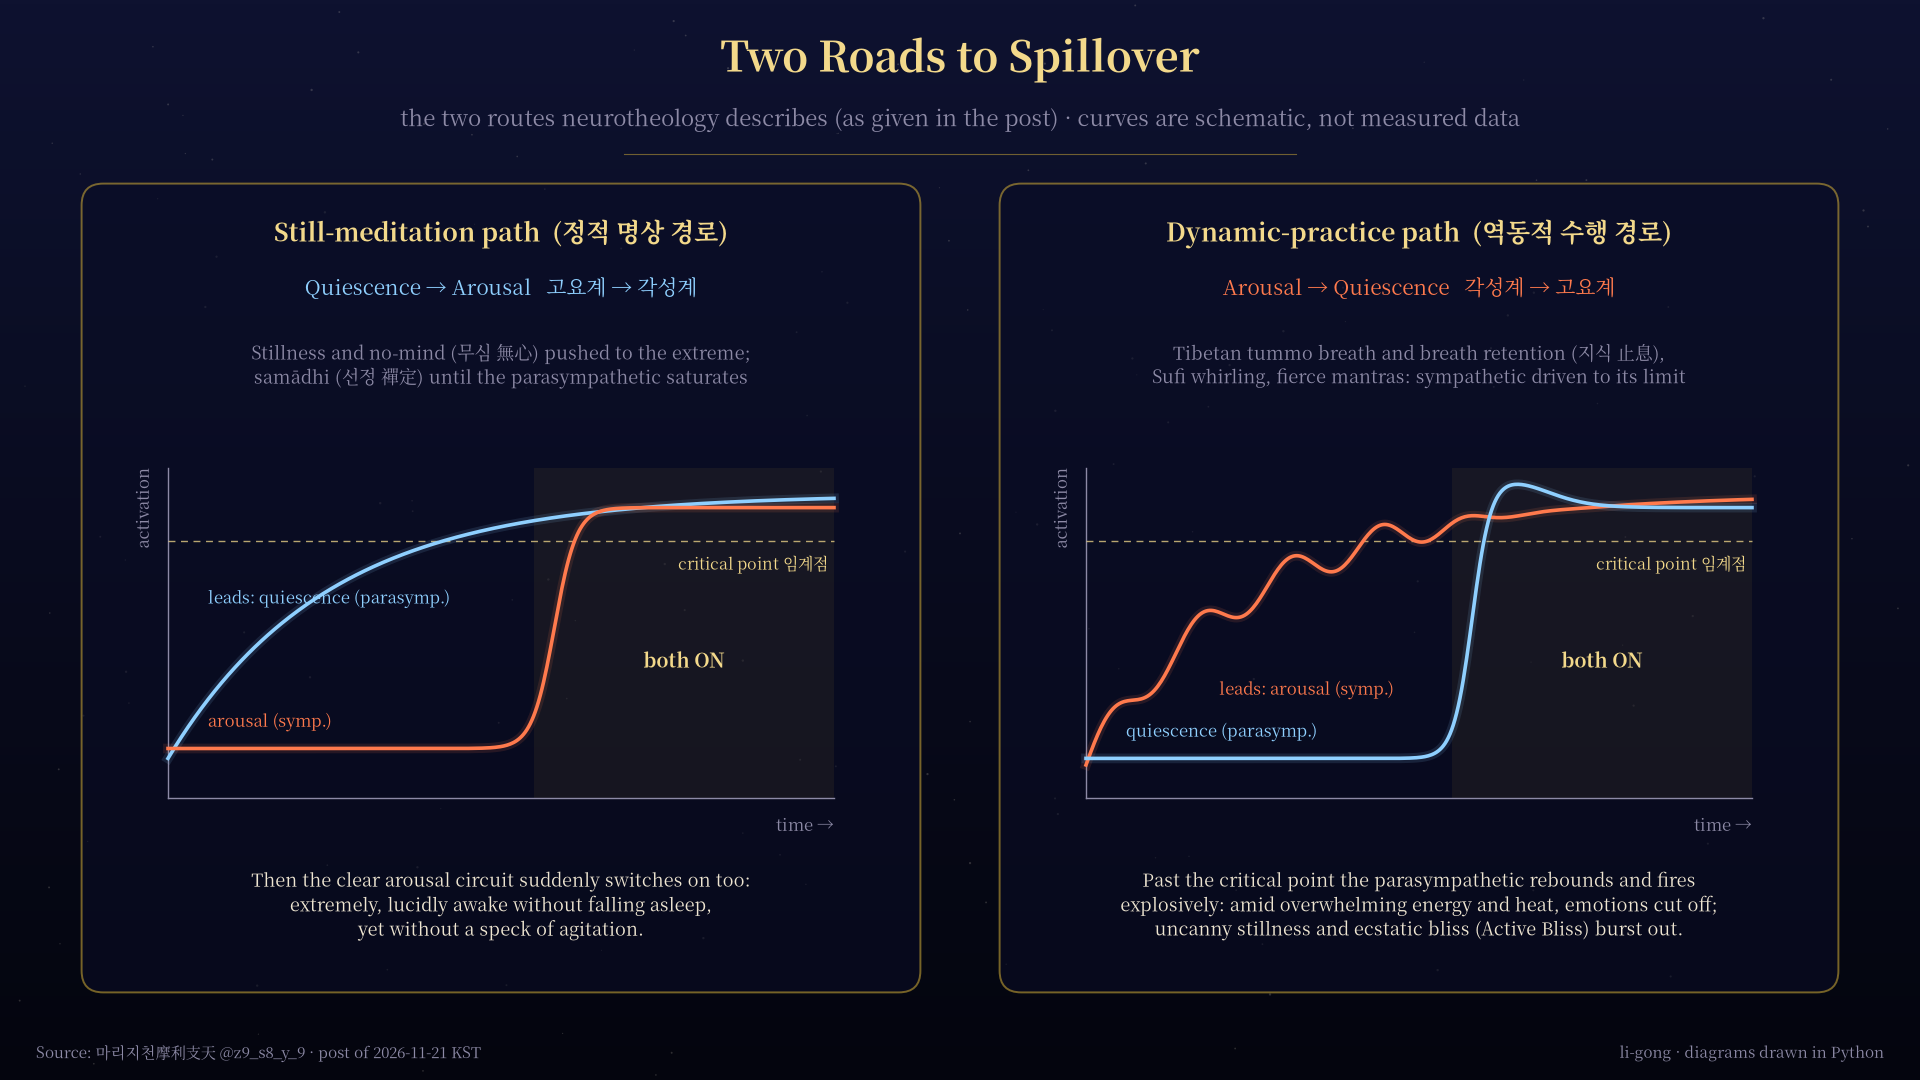 Two Roads to Spillover
the two routes neurotheology describes (as given in the post) · curves are schematic, not measured data
Still-meditation path (정적 명상 경로)
Quiescence → Arousal 고요계 → 각성계
Stillness and no-mind (무심 無心) pushed to the extreme;
samādhi (선정 禪定) until the parasympathetic saturates
activation
critical point 임계점
leads: quiescence (parasymp.)
both ON
arousal (symp.)
time →
Then the clear arousal circuit suddenly switches on too:
extremely, lucidly awake without falling asleep,
yet without a speck of agitation.
Dynamic-practice path (역동적 수행 경로)
Arousal → Quiescence 각성계 → 고요계
Tibetan tummo breath and breath retention (지식 止息),
Sufi whirling, fierce mantras: sympathetic driven to its limit
activation
critical point 임계점
both ON
leads: arousal (symp.)
quiescence (parasymp.)
time →
Past the critical point the parasympathetic rebounds and fires
explosively: amid overwhelming energy and heat, emotions cut off;
uncanny stillness and ecstatic bliss (Active Bliss) burst out.
Source: 마리지천摩利支天 @z9_s8_y_9 · post of 2026-11-21 KST
li-gong · diagrams drawn in Python